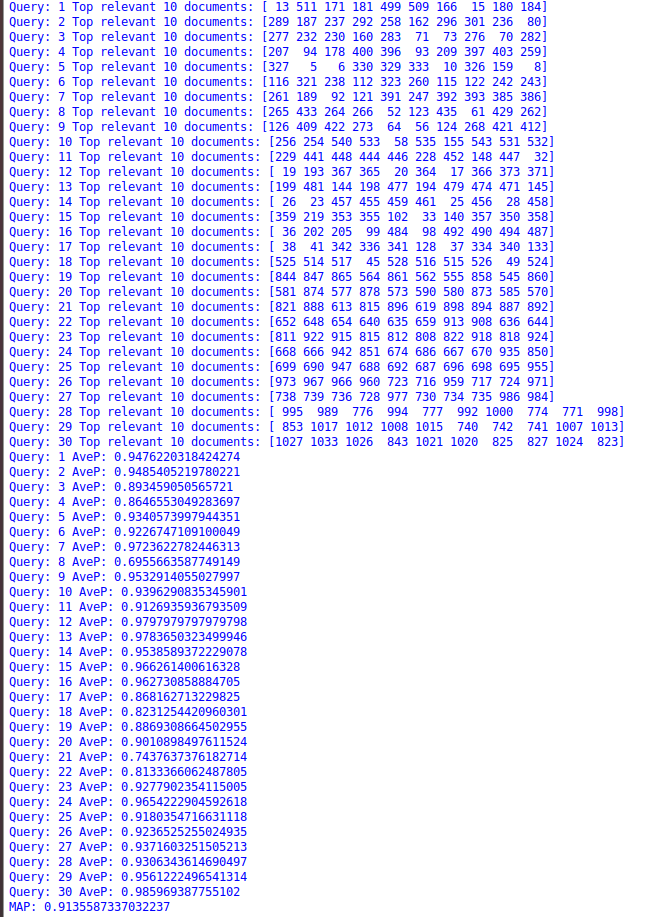 Query: 1 Top relevant 10 documents: [ 13 511 171 181 499 509 166  15 180 184]
Query: 2 Top relevant 10 documents: [289 187 237 292 258 162 296 301 236  80]
Query: 3 Top relevant 10 documents: [277 232 230 160 283  71  73 276  70 282]
Query: 4 Top relevant 10 documents: [207  94 178 400 396  93 209 397 403 259]
Query: 5 Top relevant 10 documents: [327   5   6 330 329 333  10 326 159   8]
Query: 6 Top relevant 10 documents: [116 321 238 112 323 260 115 122 242 243]
Query: 7 Top relevant 10 documents: [261 189  92 121 391 247 392 393 385 386]
Query: 8 Top relevant 10 documents: [265 433 264 266  52 123 435  61 429 262]
Query: 9 Top relevant 10 documents: [126 409 422 273  64  56 124 268 421 412]
Query: 10 Top relevant 10 documents: [256 254 540 533  58 535 155 543 531 532]
Query: 11 Top relevant 10 documents: [229 441 448 444 446 228 452 148 447  32]
Query: 12 Top relevant 10 documents: [ 19 193 367 365  20 364  17 366 373 371]
Query: 13 Top relevant 10 documents: [199 481 144 198 477 194 479 474 471 145]
Query: 14 Top relevant 10 documents: [ 26  23 457 455 459 461  25 456  28 458]
Query: 15 Top relevant 10 documents: [359 219 353 355 102  33 140 357 350 358]
Query: 16 Top relevant 10 documents: [ 36 202 205  99 484  98 492 490 494 487]
Query: 17 Top relevant 10 documents: [ 38  41 342 336 341 128  37 334 340 133]
Query: 18 Top relevant 10 documents: [525 514 517  45 528 516 515 526  49 524]
Query: 19 Top relevant 10 documents: [844 847 865 564 861 562 555 858 545 860]
Query: 20 Top relevant 10 documents: [581 874 577 878 573 590 580 873 585 570]
Query: 21 Top relevant 10 documents: [821 888 613 815 896 619 898 894 887 892]
Query: 22 Top relevant 10 documents: [652 648 654 640 635 659 913 908 636 644]
Query: 23 Top relevant 10 documents: [811 922 815 815 812 808 822 918 818 924]
Query: 24 Top relevant 10 documents: [668 666 942 851 674 686 667 670 935 850]
Query: 25 Top relevant 10 documents: [699 690 947 688 692 687 696 698 695 955]
Query: 26 Top relevant 10 documents: [973 967 966 960 723 716 959 717 724 971]
Query: 27 Top relevant 10 documents: [738 739 736 728 977 730 734 735 986 984]
Query: 28 Top relevant 10 documents: [ 995  989  776  994  777  992 1000  774  771  998]
Query: 29 Top relevant 10 documents: [ 853 1017 1012 1008 1015  740  742  741 1007 1013]
Query: 30 Top relevant 10 documents: [1027 1033 1026  843 1021 1020  825  827 1024  823]
Query: 1 AveP: 0.9476220318424274
Query: 2 AveP: 0.9485405219780221
Query: 3 AveP: 0.893459050565721
Query: 4 AveP: 0.8646553049283697
Query: 5 AveP: 0.9340573997944351
Query: 6 AveP: 0.9226747109100049
Query: 7 AveP: 0.9723622782446313
Query: 8 AveP: 0.6955663587749149
Query: 9 AveP: 0.9532914055027997
Query: 10 AveP: 0.9396290835345901
Query: 11 AveP: 0.9126935936793509
Query: 12 AveP: 0.9797979797979798
Query: 13 AveP: 0.9783650323499946
Query: 14 AveP: 0.9538589372229078
Query: 15 AveP: 0.966261400616328
Query: 16 AveP: 0.962730858884705
Query: 17 AveP: 0.868162713229825
Query: 18 AveP: 0.8231254420960301
Query: 19 AveP: 0.8869308664502955
Query: 20 AveP: 0.9010898497611524
Query: 21 AveP: 0.7437637376182714
Query: 22 AveP: 0.8133366062487805
Query: 23 AveP: 0.9277902354115005
Query: 24 AveP: 0.9654222904592618
Query: 25 AveP: 0.9180354716631118
Query: 26 AveP: 0.9236525255024935
Query: 27 AveP: 0.9371603251505213
Query: 28 AveP: 0.9306343614690497
Query: 29 AveP: 0.9561222496541314
Query: 30 AveP: 0.985969387755102
MAP: 0.9135587337032237